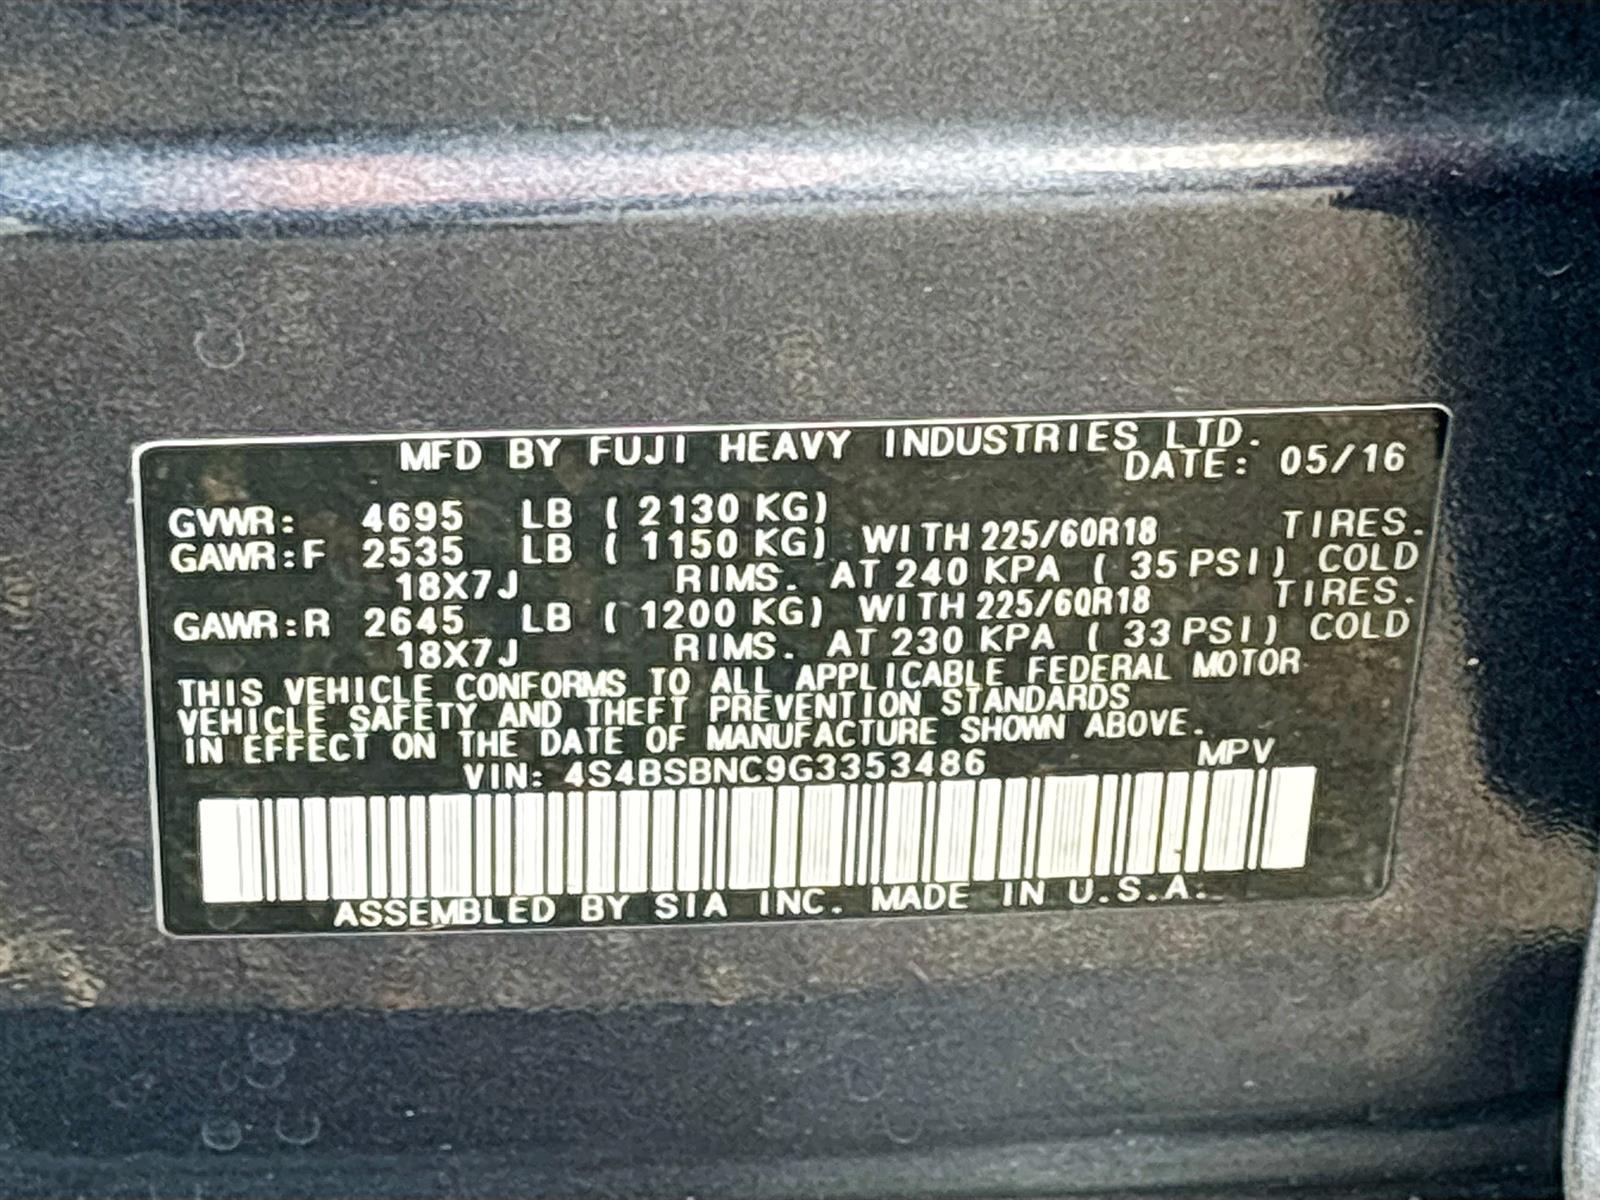 MFD BY FUJI HEAVY INDUSTRIES LTD.
DATE: 05/16
GVWR: 4695 LB ( 2130 KG)
GAWR:F 2535 LB ( 1150 KG) WITH 225/60R18 TIRES.
18X7J RIMS. AT 240 KPA ( 35 PSI) COLD
GAWR:R 2645 LB ( 1200 KG) WITH 225/60R18 TIRES.
18X7J RIMS. AT 230 KPA ( 33 PSI) COLD
THIS VEHICLE CONFORMS TO ALL APPLICABLE FEDERAL MOTOR
VEHICLE SAFETY AND THEFT PREVENTION STANDARDS
IN EFFECT ON THE DATE OF MANUFACTURE SHOWN ABOVE.
VIN: 4S4BSBNC9G3353486 MPV
ASSEMBLED BY SIA INC. MADE IN U.S.A.